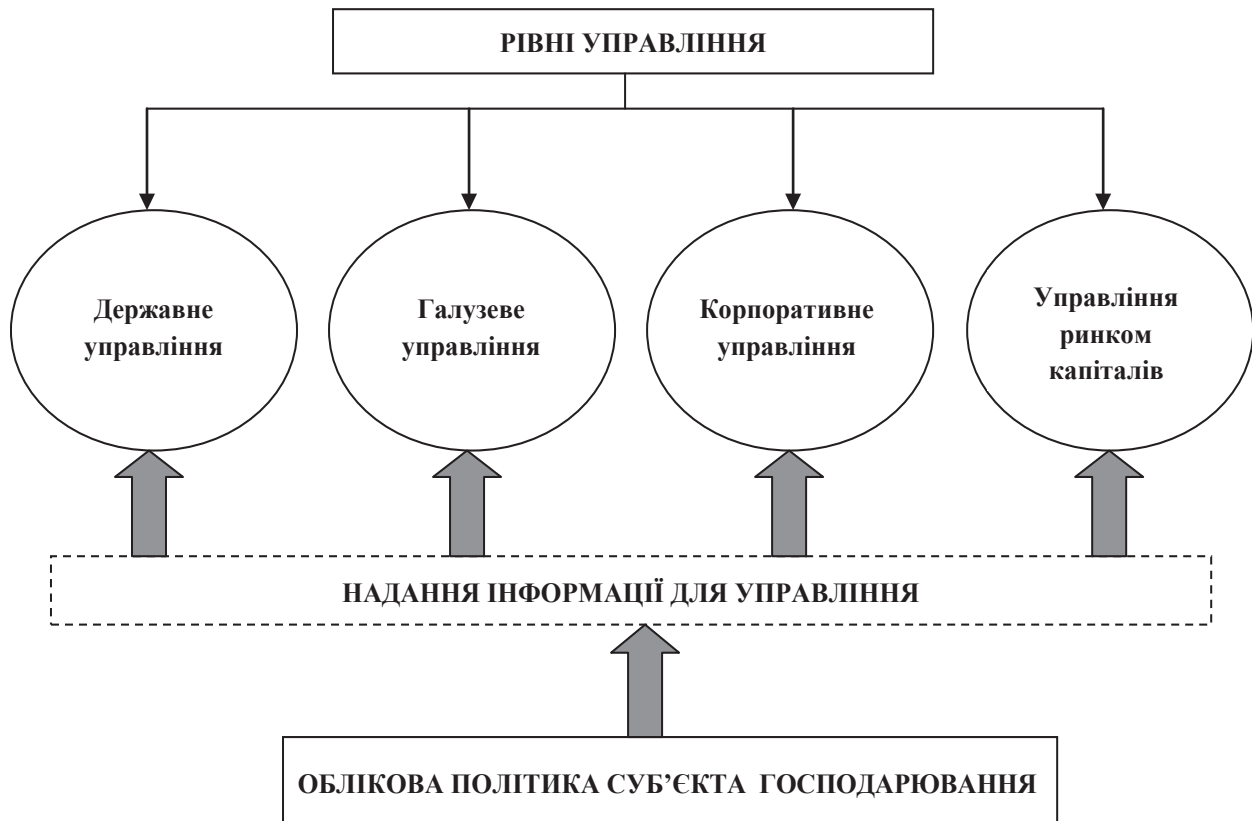 РІВНІ УПРАВЛІННЯ
Державне
управління
Галузеве
управління
Корпоративне
управління
Управління
ринком
капіталів
НАДАННЯ ІНФОРМАЦІЇ ДЛЯ УПРАВЛІННЯ
ОБЛІКОВА ПОЛІТИКА СУБ’ЄКТА ГОСПОДАРЮВАННЯ